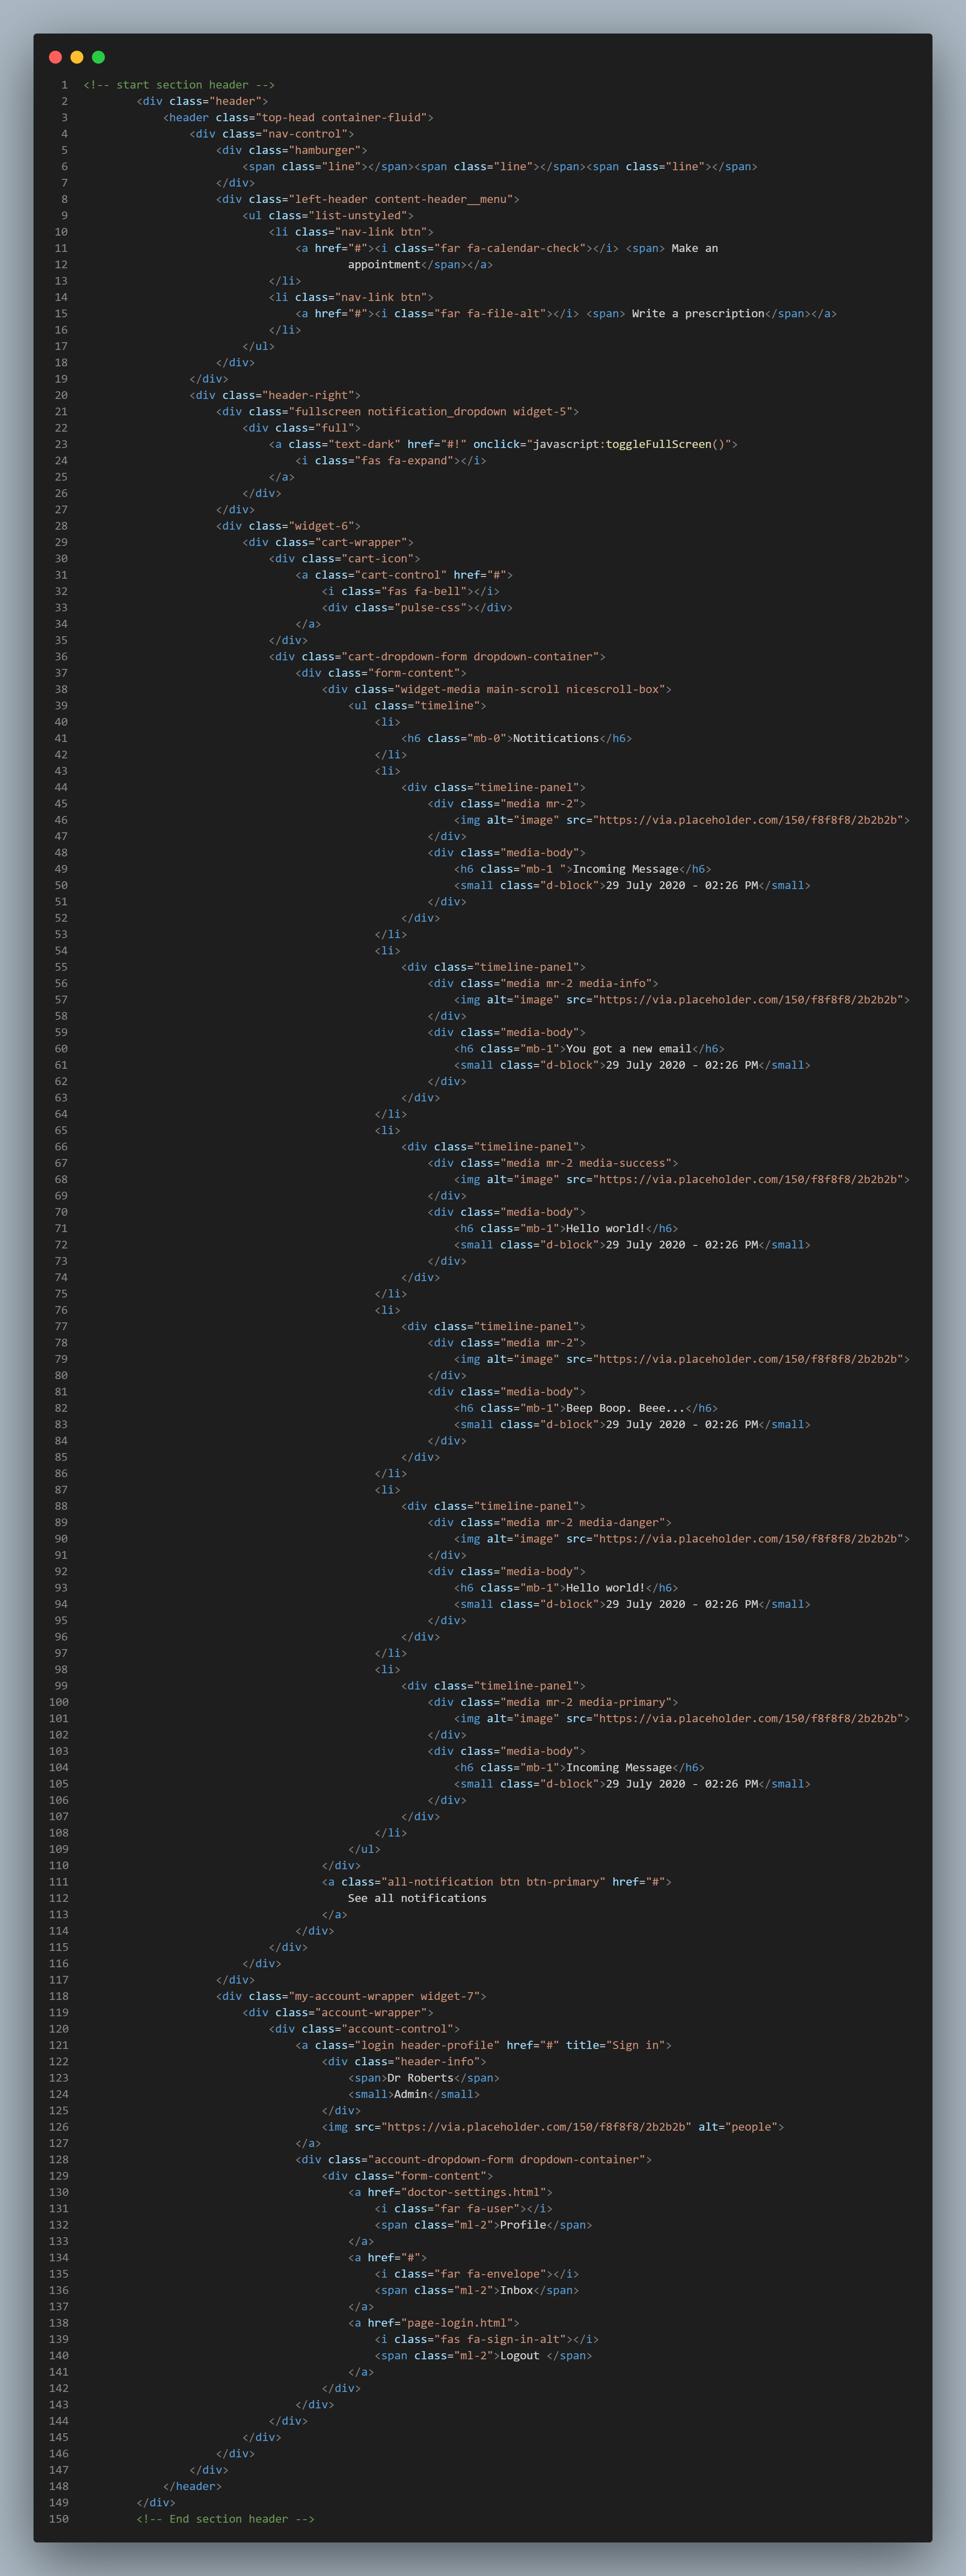 1 <!-- start section header -->
2         <div class="header">
3             <header class="top-head container-fluid">
4                 <div class="nav-control">
5                     <div class="hamburger">
6                         <span class="line"></span><span class="line"></span><span class="line"></span>
7                     </div>
8                     <div class="left-header content-header__menu">
9                         <ul class="list-unstyled">
10                             <li class="nav-link btn">
11                                 <a href="#"><i class="far fa-calendar-check"></i> <span> Make an
12                                         appointment</span></a>
13                             </li>
14                             <li class="nav-link btn">
15                                 <a href="#"><i class="far fa-file-alt"></i> <span> Write a prescription</span></a>
16                             </li>
17                         </ul>
18                     </div>
19                 </div>
20                 <div class="header-right">
21                     <div class="fullscreen notification_dropdown widget-5">
22                         <div class="full">
23                             <a class="text-dark" href="#!" onclick="javascript:toggleFullScreen()">
24                                 <i class="fas fa-expand"></i>
25                             </a>
26                         </div>
27                     </div>
28                     <div class="widget-6">
29                         <div class="cart-wrapper">
30                             <div class="cart-icon">
31                                 <a class="cart-control" href="#">
32                                     <i class="fas fa-bell"></i>
33                                     <div class="pulse-css"></div>
34                                 </a>
35                             </div>
36                             <div class="cart-dropdown-form dropdown-container">
37                                 <div class="form-content">
38                                     <div class="widget-media main-scroll nicescroll-box">
39                                         <ul class="timeline">
40                                             <li>
41                                                 <h6 class="mb-0">Notitications</h6>
42                                             </li>
43                                             <li>
44                                                 <div class="timeline-panel">
45                                                     <div class="media mr-2">
46                                                         <img alt="image" src="https://via.placeholder.com/150/f8f8f8/2b2b2b">
47                                                     </div>
48                                                     <div class="media-body">
49                                                         <h6 class="mb-1 ">Incoming Message</h6>
50                                                         <small class="d-block">29 July 2020 - 02:26 PM</small>
51                                                     </div>
52                                                 </div>
53                                             </li>
54                                             <li>
55                                                 <div class="timeline-panel">
56                                                     <div class="media mr-2 media-info">
57                                                         <img alt="image" src="https://via.placeholder.com/150/f8f8f8/2b2b2b">
58                                                     </div>
59                                                     <div class="media-body">
60                                                         <h6 class="mb-1">You got a new email</h6>
61                                                         <small class="d-block">29 July 2020 - 02:26 PM</small>
62                                                     </div>
63                                                 </div>
64                                             </li>
65                                             <li>
66                                                 <div class="timeline-panel">
67                                                     <div class="media mr-2 media-success">
68                                                         <img alt="image" src="https://via.placeholder.com/150/f8f8f8/2b2b2b">
69                                                     </div>
70                                                     <div class="media-body">
71                                                         <h6 class="mb-1">Hello world!</h6>
72                                                         <small class="d-block">29 July 2020 - 02:26 PM</small>
73                                                     </div>
74                                                 </div>
75                                             </li>
76                                             <li>
77                                                 <div class="timeline-panel">
78                                                     <div class="media mr-2">
79                                                         <img alt="image" src="https://via.placeholder.com/150/f8f8f8/2b2b2b">
80                                                     </div>
81                                                     <div class="media-body">
82                                                         <h6 class="mb-1">Beep Boop. Beee...</h6>
83                                                         <small class="d-block">29 July 2020 - 02:26 PM</small>
84                                                     </div>
85                                                 </div>
86                                             </li>
87                                             <li>
88                                                 <div class="timeline-panel">
89                                                     <div class="media mr-2 media-danger">
90                                                         <img alt="image" src="https://via.placeholder.com/150/f8f8f8/2b2b2b">
91                                                     </div>
92                                                     <div class="media-body">
93                                                         <h6 class="mb-1">Hello world!</h6>
94                                                         <small class="d-block">29 July 2020 - 02:26 PM</small>
95                                                     </div>
96                                                 </div>
97                                             </li>
98                                             <li>
99                                                 <div class="timeline-panel">
100                                                     <div class="media mr-2 media-primary">
101                                                         <img alt="image" src="https://via.placeholder.com/150/f8f8f8/2b2b2b">
102                                                     </div>
103                                                     <div class="media-body">
104                                                         <h6 class="mb-1">Incoming Message</h6>
105                                                         <small class="d-block">29 July 2020 - 02:26 PM</small>
106                                                     </div>
107                                                 </div>
108                                             </li>
109                                         </ul>
110                                     </div>
111                                     <a class="all-notification btn btn-primary" href="#">
112                                         See all notifications
113                                     </a>
114                                 </div>
115                             </div>
116                         </div>
117                     </div>
118                     <div class="my-account-wrapper widget-7">
119                         <div class="account-wrapper">
120                             <div class="account-control">
121                                 <a class="login header-profile" href="#" title="Sign in">
122                                     <div class="header-info">
123                                         <span>Dr Roberts</span>
124                                         <small>Admin</small>
125                                     </div>
126                                     <img src="https://via.placeholder.com/150/f8f8f8/2b2b2b" alt="people">
127                                 </a>
128                                 <div class="account-dropdown-form dropdown-container">
129                                     <div class="form-content">
130                                         <a href="doctor-settings.html">
131                                             <i class="far fa-user"></i>
132                                             <span class="ml-2">Profile</span>
133                                         </a>
134                                         <a href="#">
135                                             <i class="far fa-envelope"></i>
136                                             <span class="ml-2">Inbox</span>
137                                         </a>
138                                         <a href="page-login.html">
139                                             <i class="fas fa-sign-in-alt"></i>
140                                             <span class="ml-2">Logout </span>
141                                         </a>
142                                     </div>
143                                 </div>
144                             </div>
145                         </div>
146                     </div>
147                 </div>
148             </header>
149         </div>
150         <!-- End section header -->